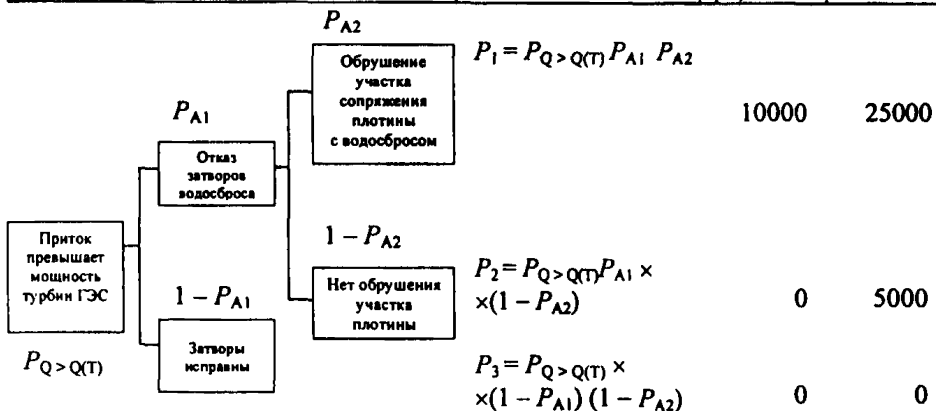 P_A2
Обрушение
участка
сопряжения
плотины
с водосбросом
P_1 = P_Q > Q(T) P_A1 P_A2
10000 25000
P_A1
Отказ
затворов
водосброса
Приток
превышает
мощность
турбин ГЭС
P_Q > Q(T)
1 – P_A1
Затворы
исправны
1 – P_A2
Нет обрушения
участка
плотины
P_2 = P_Q > Q(T) P_A1 ×
×(1 – P_A2) 0 5000
P_3 = P_Q > Q(T) ×
×(1 – P_A1) (1 – P_A2) 0 0